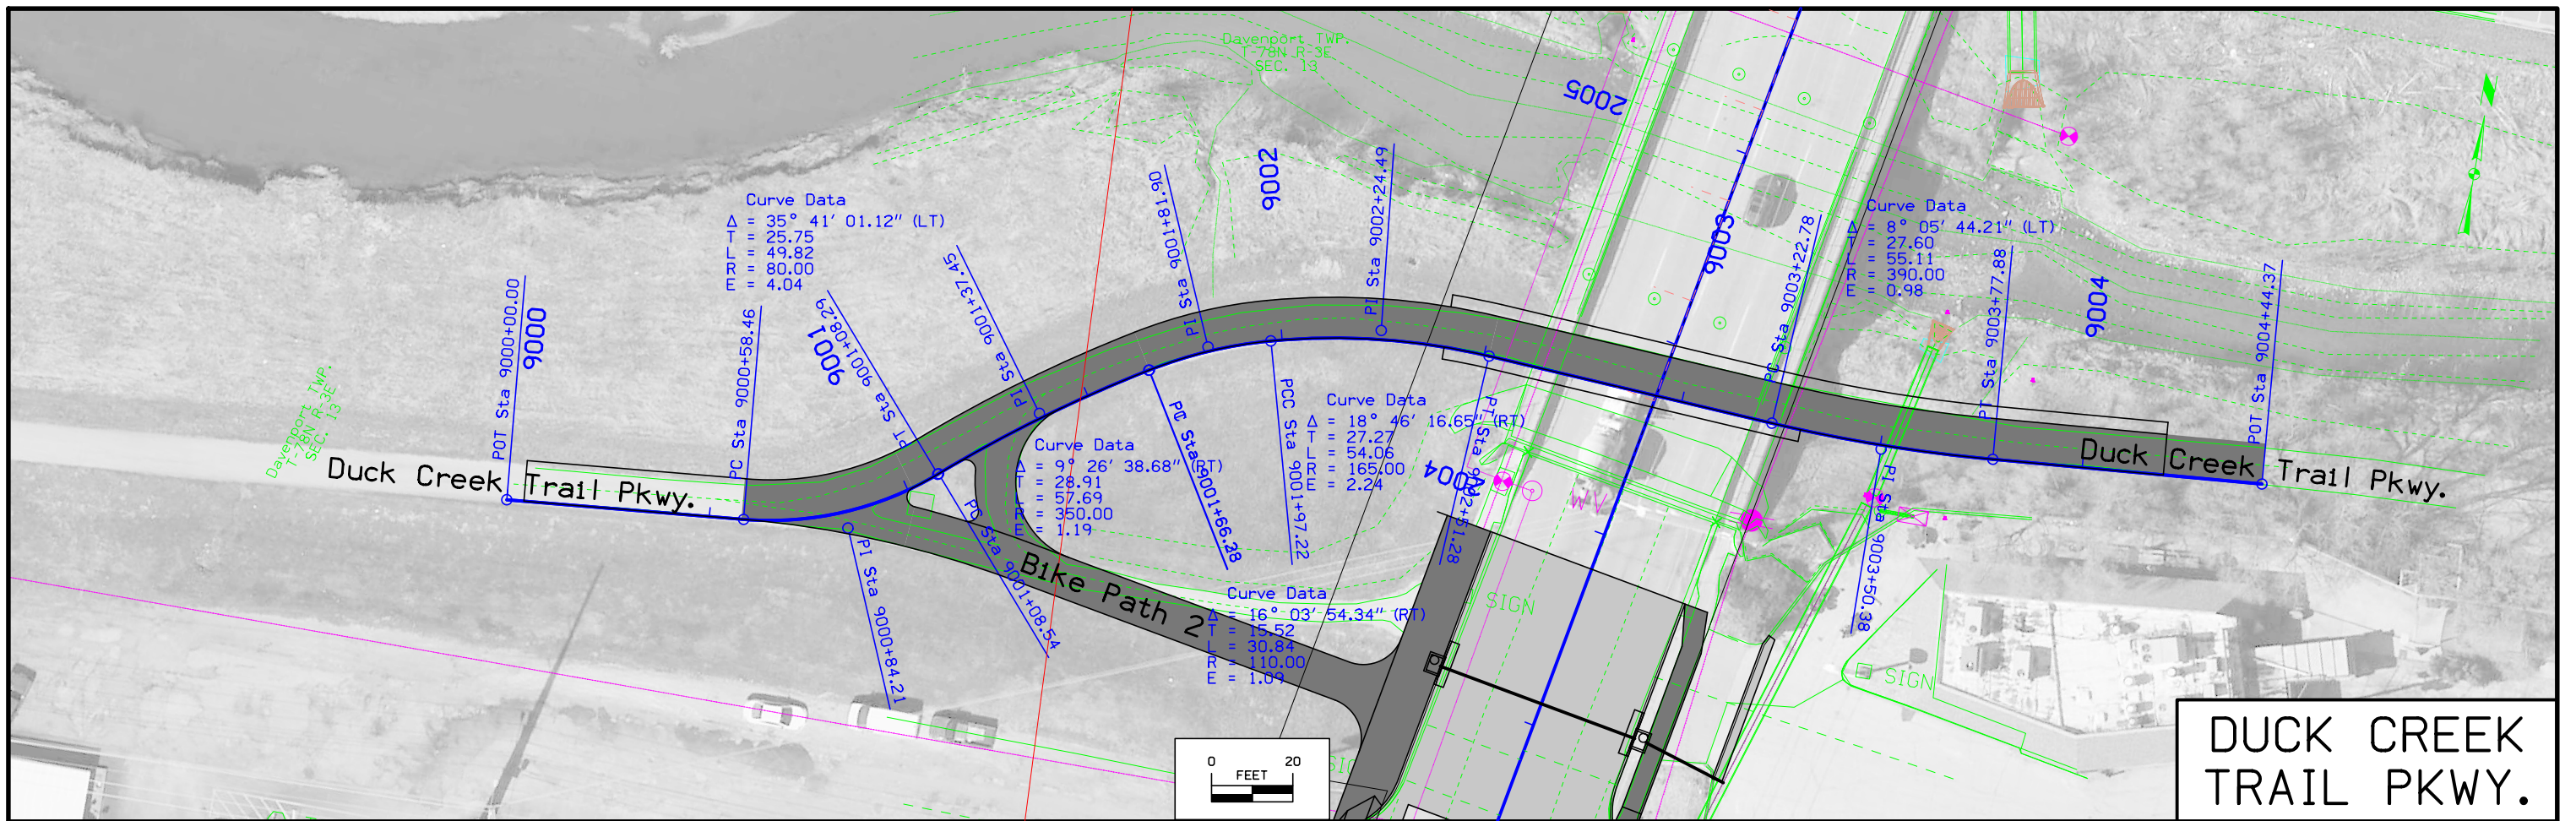 Davenport TWP.
T-78N R-3E
SEC. 13
2005
9002
PI Sta 9001+81.90
PI Sta 9002+24.49
Curve Data
Δ = 35° 41' 01.12" (LT)
T = 25.75
L = 49.82
R = 80.00
E = 4.04
9003
PC Sta 9003+22.78
Curve Data
Δ = 8° 05' 44.21" (LT)
T = 27.60
L = 55.11
R = 390.00
E = 0.98
PI Sta 9001+37.45
POT Sta 9000+00.00
9000
PC Sta 9000+58.46
9001
PT Sta 9001+08.29
PT Sta 9003+77.88
9004
POT Sta 9004+44.37
Davenport TWP.
T-78N R-3E
SEC. 13
Duck Creek Trail Pkwy.
Curve Data
Δ = 9° 26' 38.68" (RT)
T = 28.91
L = 57.69
R = 350.00
E = 1.19
PC Sta 9001+66.28
PCC Sta 9001+97.22
Curve Data
Δ = 18° 46' 16.65" (RT)
T = 27.27
L = 54.06
R = 165.00
E = 2.24
PT Sta 9002+51.28
2004
Duck Creek Trail Pkwy.
PI Sta 9000+84.21
PC Sta 9001+08.54
Bike Path 2
Curve Data
Δ = 16° 03' 54.34" (RT)
T = 15.52
L = 30.84
R = 110.00
E = 1.09
WV
SIGN
PI Sta 9003+50.38
SIGN
SIGN
0 20
FEET
DUCK CREEK
TRAIL PKWY.